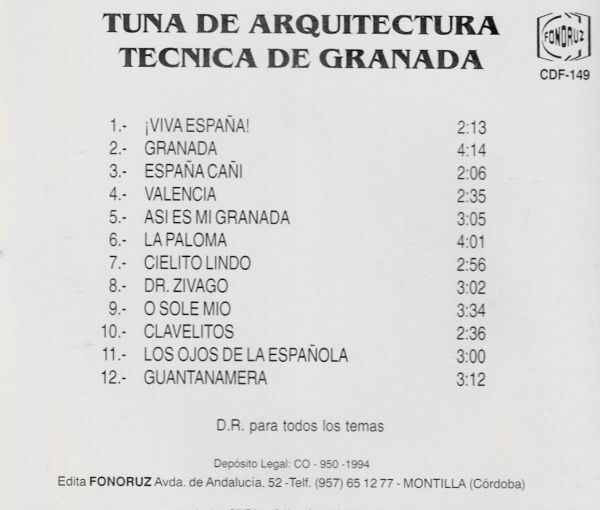 TUNA DE ARQUITECTURA
TECNICA DE GRANADA
FONORUZ
CDF-149
1.- ¡VIVA ESPAÑA! 2:13
2.- GRANADA 4:14
3.- ESPAÑA CAÑI 2:06
4.- VALENCIA 2:35
5.- ASI ES MI GRANADA 3:05
6.- LA PALOMA 4:01
7.- CIELITO LINDO 2:56
8.- DR. ZIVAGO 3:02
9.- O SOLE MIO 3:34
10.- CLAVELITOS 2:36
11.- LOS OJOS DE LA ESPAÑOLA 3:00
12.- GUANTANAMERA 3:12
D.R. para todos los temas
Depósito Legal: CO - 950 -1994
Edita FONORUZ Avda. de Andalucía, 52 -Telf. (957) 65 12 77 - MONTILLA (Córdoba)